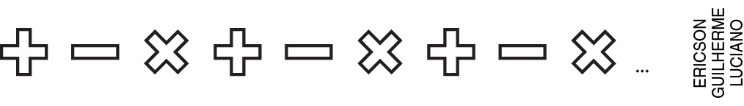 + − × + − × + − × ...
ERICSON
GUILHERME
LUCIANO